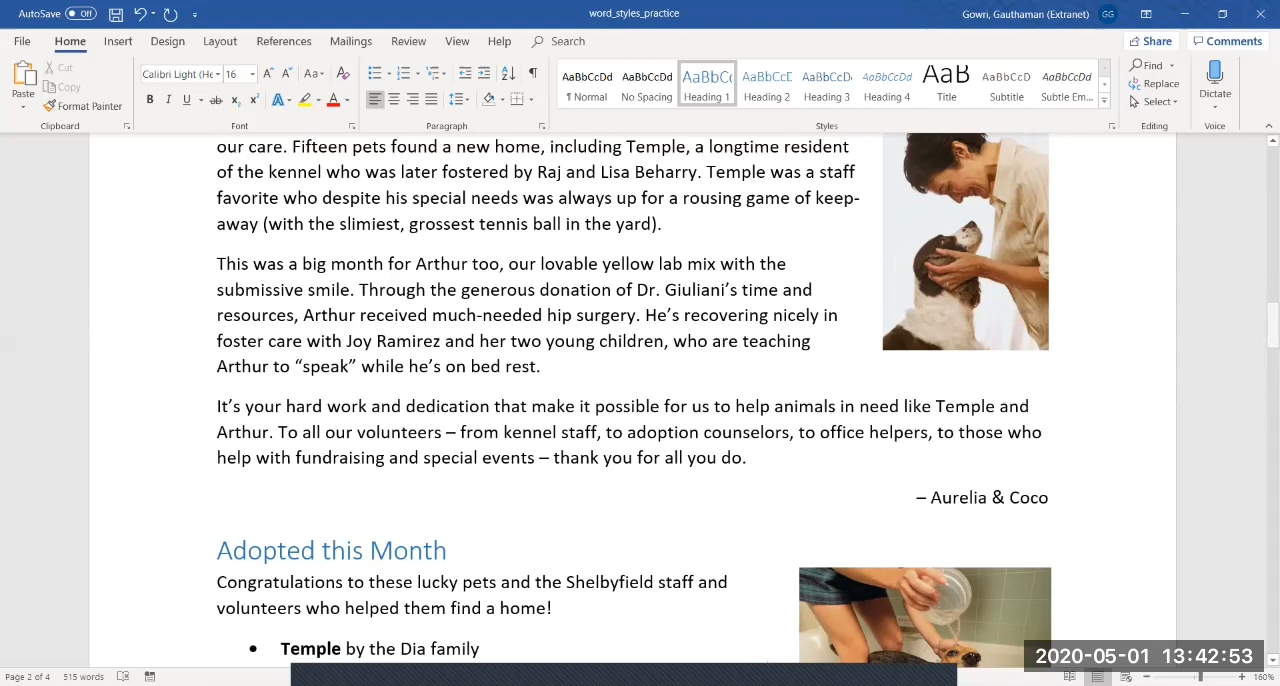 AutoSave Off
word_styles_practice
Gowri, Gauthaman (Extranet) GG
File Home Insert Design Layout References Mailings Review View Help Search
Share Comments
Paste
Cut
Copy
Format Painter
Clipboard
Calibri Light (He 16
Aa
B I U ab x₂ x² A A
Font
Paragraph
AaBbCcDd AaBbCcDd AaBbC( AaBbCcE AaBbCcD AaBbCcDd AaB AaBbCcD AaBbCcDd
¶ Normal No Spacing Heading 1 Heading 2 Heading 3 Heading 4 Title Subtitle Subtle Em...
Styles
Find
Replace
Select
Editing
Dictate
Voice
our care. Fifteen pets found a new home, including Temple, a longtime resident
of the kennel who was later fostered by Raj and Lisa Beharry. Temple was a staff
favorite who despite his special needs was always up for a rousing game of keep-
away (with the slimiest, grossest tennis ball in the yard).
This was a big month for Arthur too, our lovable yellow lab mix with the
submissive smile. Through the generous donation of Dr. Giuliani’s time and
resources, Arthur received much-needed hip surgery. He’s recovering nicely in
foster care with Joy Ramirez and her two young children, who are teaching
Arthur to “speak” while he’s on bed rest.
It’s your hard work and dedication that make it possible for us to help animals in need like Temple and
Arthur. To all our volunteers – from kennel staff, to adoption counselors, to office helpers, to those who
help with fundraising and special events – thank you for all you do.
– Aurelia & Coco
Adopted this Month
Congratulations to these lucky pets and the Shelbyfield staff and
volunteers who helped them find a home!
• Temple by the Dia family
2020-05-01 13:42:53
Page 2 of 4 515 words
160%